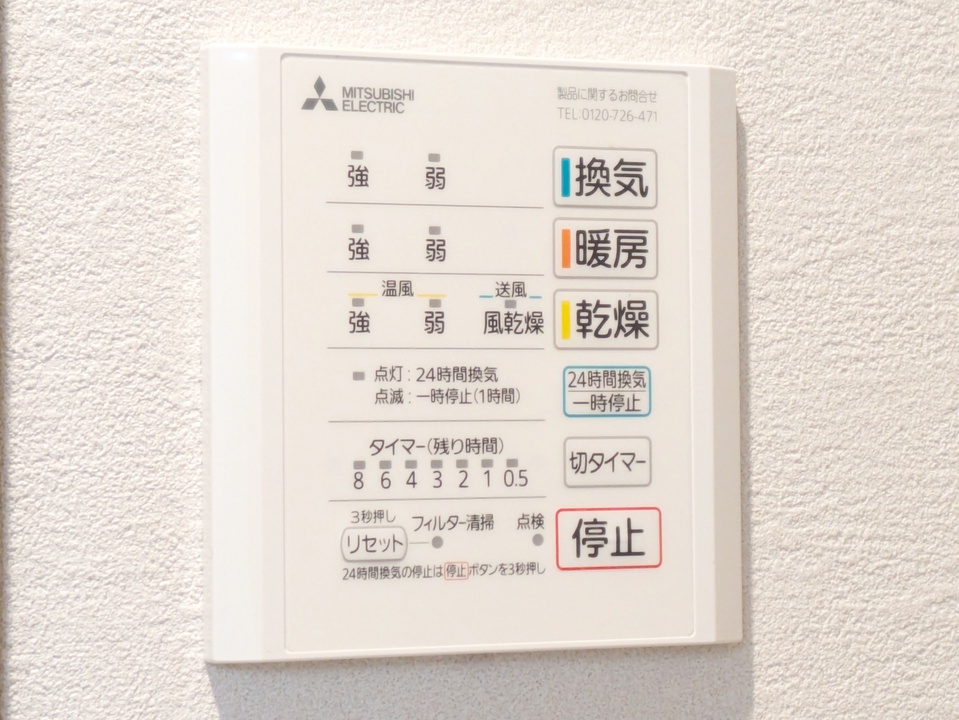 MITSUBISHI
ELECTRIC
製品に関するお問合せ
TEL:0120-726-471
強 弱 換気
強 弱 暖房
温風 送風
強 弱 風乾燥 乾燥
点灯:24時間換気
点滅:一時停止(1時間)
24時間換気
一時停止
タイマー(残り時間)
8 6 4 3 2 1 0.5
切タイマー
3秒押し
リセット フィルター清掃 点検
停止
24時間換気の停止は停止ボタンを3秒押し